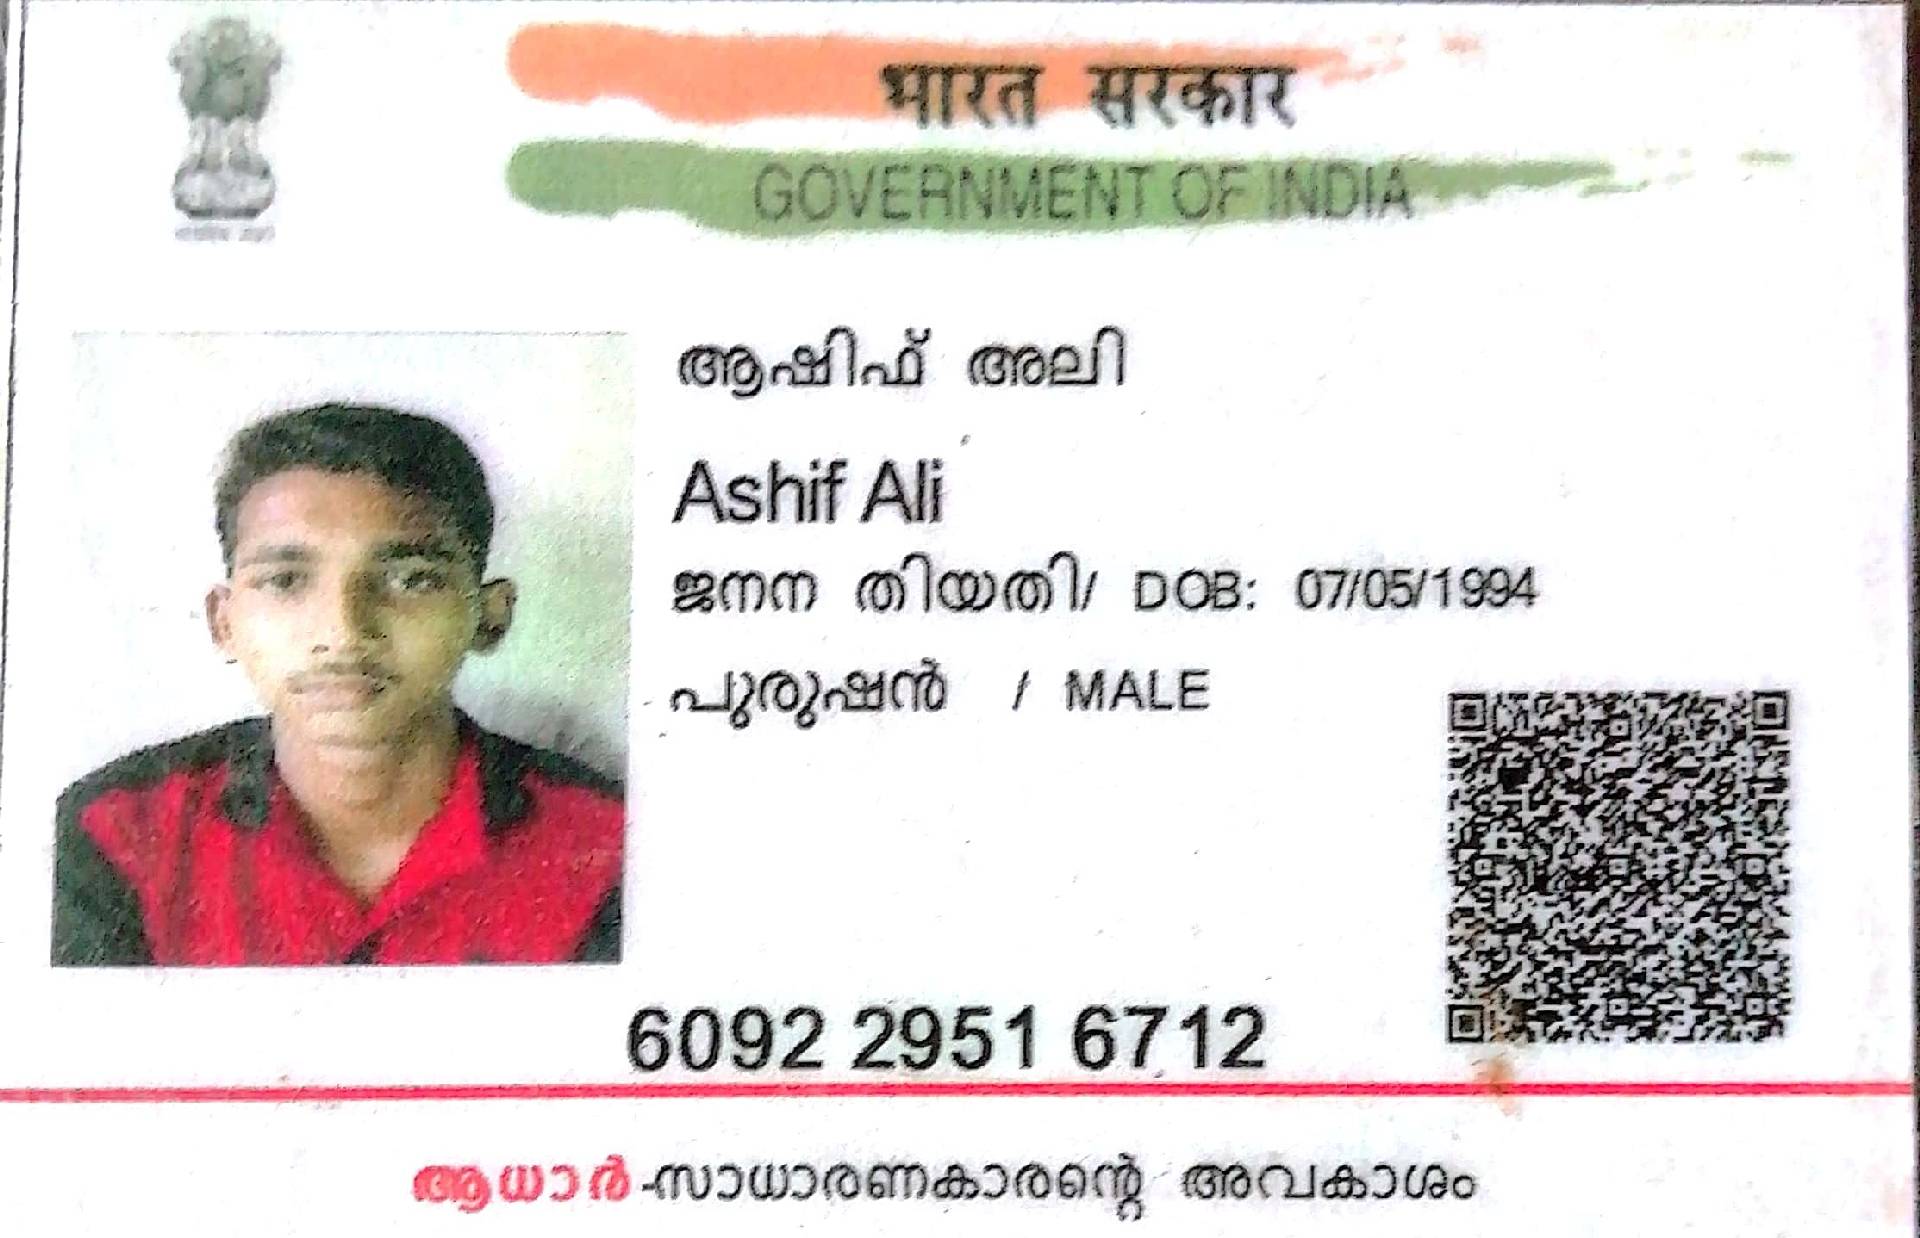 भारत सरकार
GOVERNMENT OF INDIA
ആഷിഫ് അലി
Ashif Ali
ജനന തിയതി/ DOB: 07/05/1994
പുരുഷൻ / MALE
6092 2951 6712
ആധാർ-സാധാരണകാരന്റെ അവകാശം